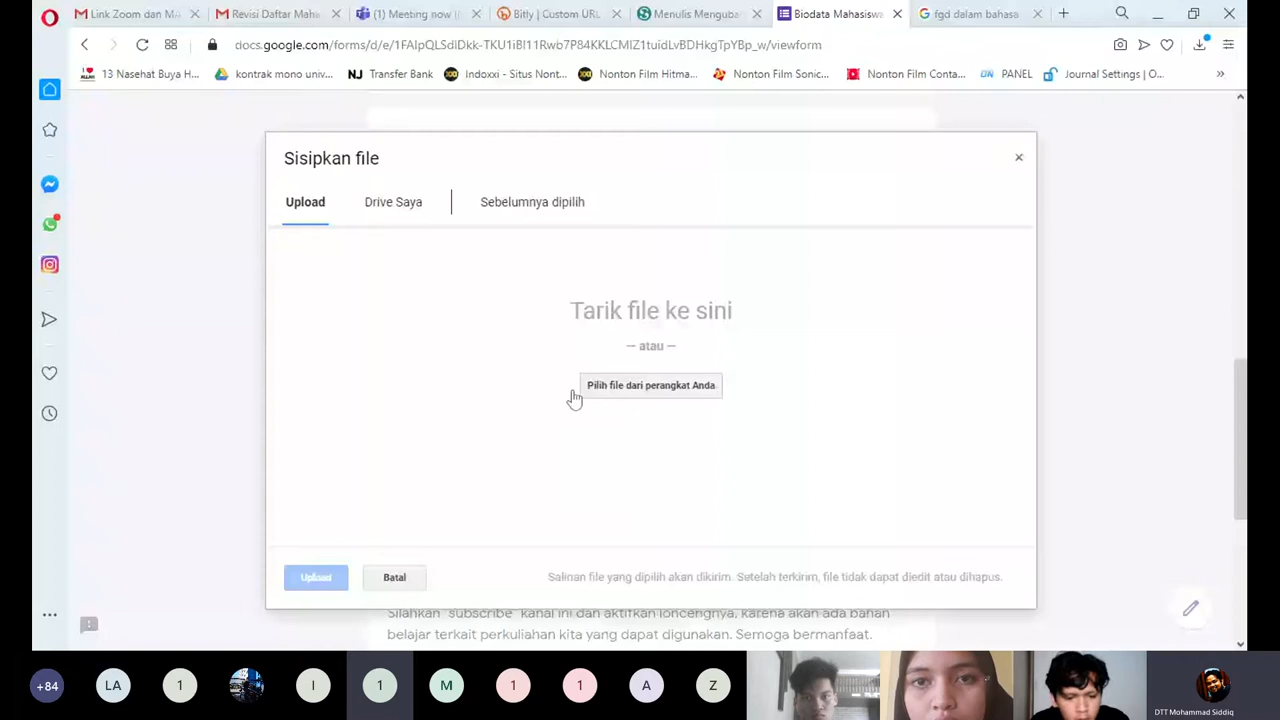 Link Zoom dan M
Revisi Daftar Mah
(1) Meeting now
Bitly | Custom UR
Menulis Menguba
Biodata Mahasiswa
fgd dalam bahasa
docs.google.com/forms/d/e/
13 Nasehat Buya H...
kontrak mono univ...
Transfer Bank
Indoxxi - Situs Nont...
Nonton Film Hitma...
Nonton Film Sonic...
Nonton Film Conta...
PANEL
Journal Settings | O...
»
Sisipkan file
×
Upload
Drive Saya
Sebelumnya dipilih
Tarik file ke sini
— atau —
Pilih file dari perangkat Anda
Upload
Batal
Salinan file yang dipilih akan dikirim. Setelah terkirim, file tidak dapat diedit atau dihapus.
Silahkan "subscribe" kanal ini dan aktifkan loncengnya, karena akan ada bahan
belajar terkait perkuliahan kita yang dapat digunakan. Semoga bermanfaat.
+84
LA
1
I
1
M
1
1
A
Z
DTT Mohammad Siddiq